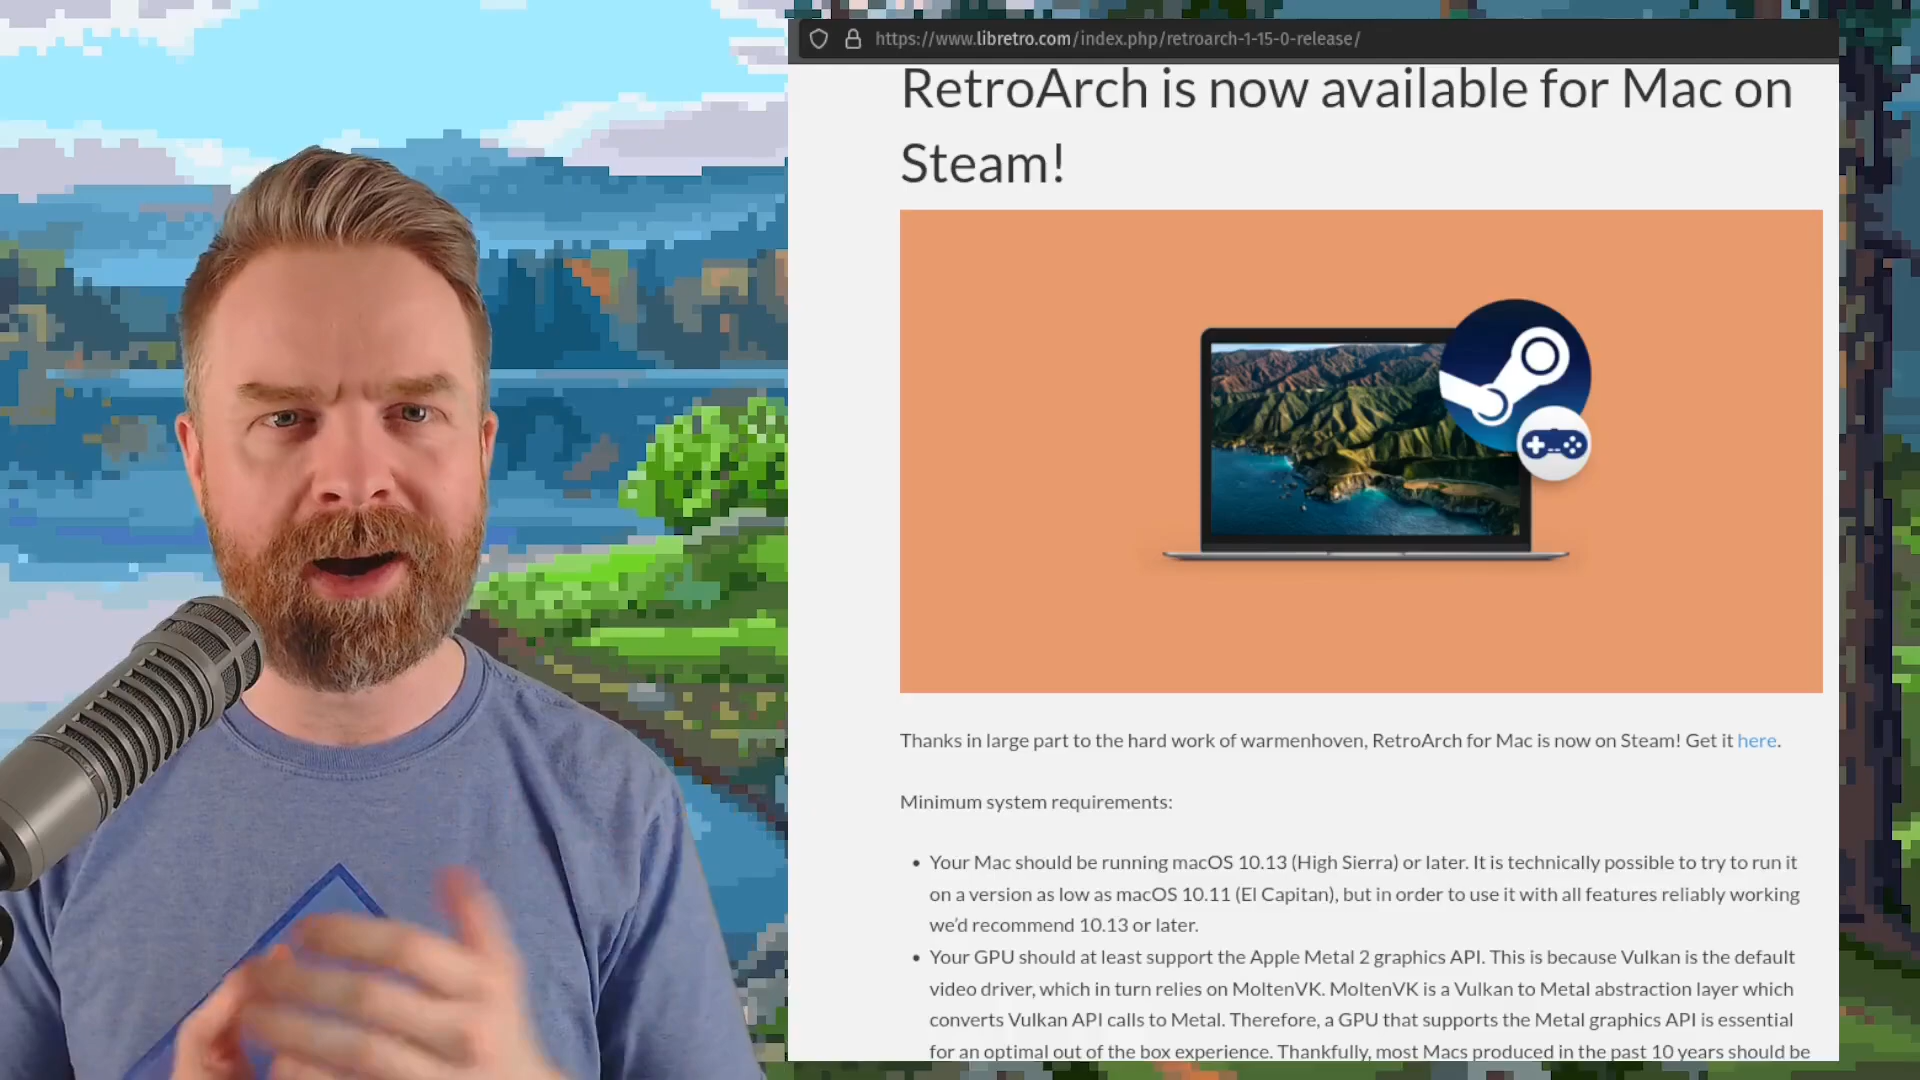 https://www.libretro.com/index.php/retroarch-1-15-0-release/
RetroArch is now available for Mac on
Steam!
Thanks in large part to the hard work of warmenhoven, RetroArch for Mac is now on Steam! Get it here.
Minimum system requirements:
• Your Mac should be running macOS 10.13 (High Sierra) or later. It is technically possible to try to run it
on a version as low as macOS 10.11 (El Capitan), but in order to use it with all features reliably working
we'd recommend 10.13 or later.
• Your GPU should at least support the Apple Metal 2 graphics API. This is because Vulkan is the default
video driver, which in turn relies on MoltenVK. MoltenVK is a Vulkan to Metal abstraction layer which
converts Vulkan API calls to Metal. Therefore, a GPU that supports the Metal graphics API is essential
for an optimal out of the box experience. Thankfully, most Macs produced in the past 10 years should be